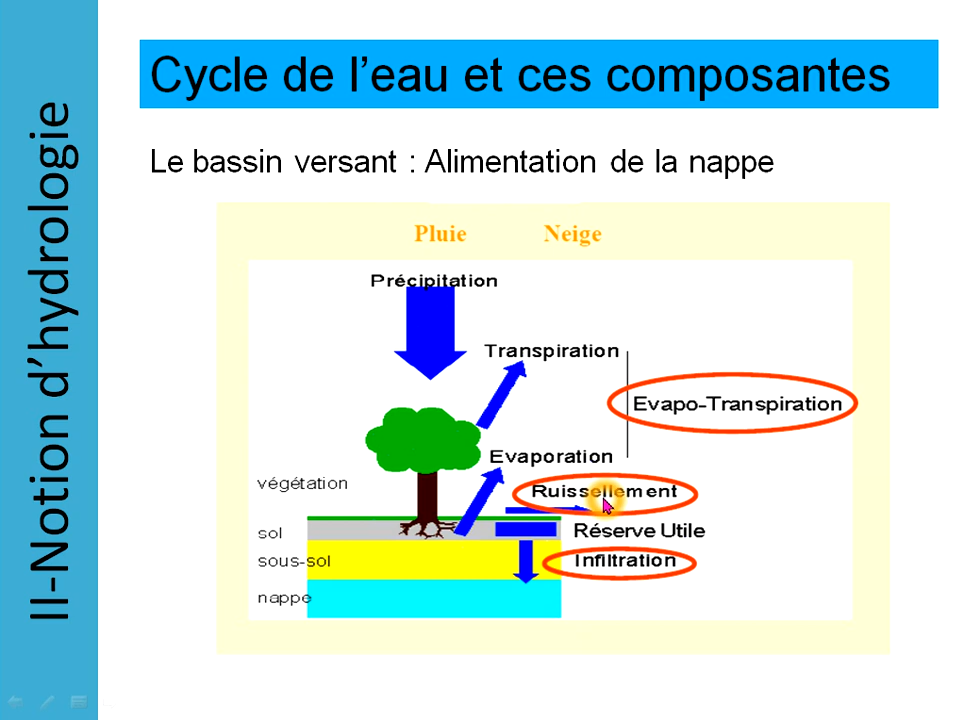 II-Notion d’hydrologie
Cycle de l’eau et ces composantes
Le bassin versant : Alimentation de la nappe
Pluie
Neige
Précipitation
Transpiration
Evapo-Transpiration
Evaporation
végétation
Ruissellement
sol
Réserve Utile
sous-sol
Infiltration
nappe